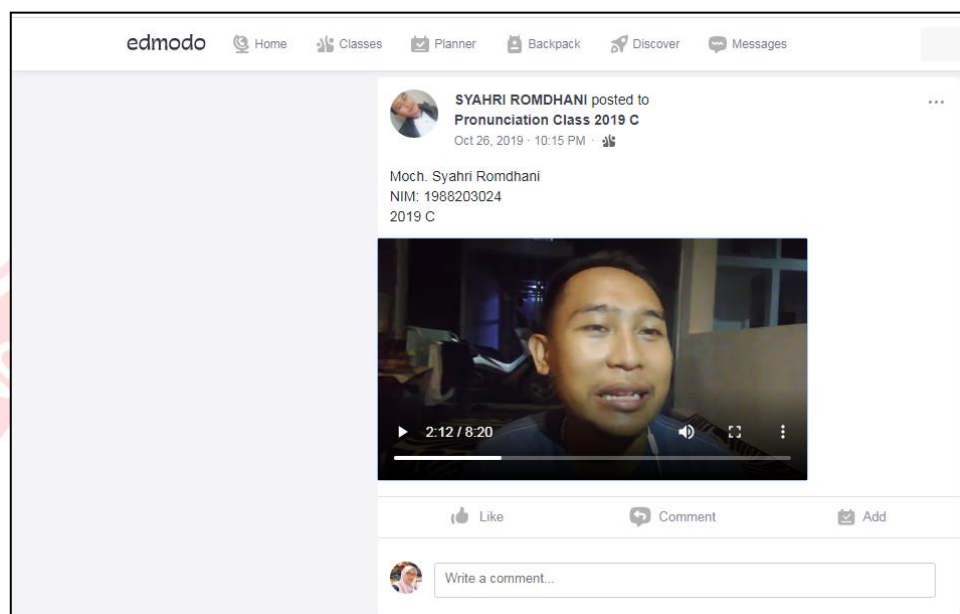 edmodo Home Classes Planner Backpack Discover Messages
SYAHRI ROMDHANI posted to
Pronunciation Class 2019 C
Oct 26, 2019 · 10:15 PM ·
Moch. Syahri Romdhani
NIM: 1988203024
2019 C
2:12 / 8:20
Like Comment Add
Write a comment...